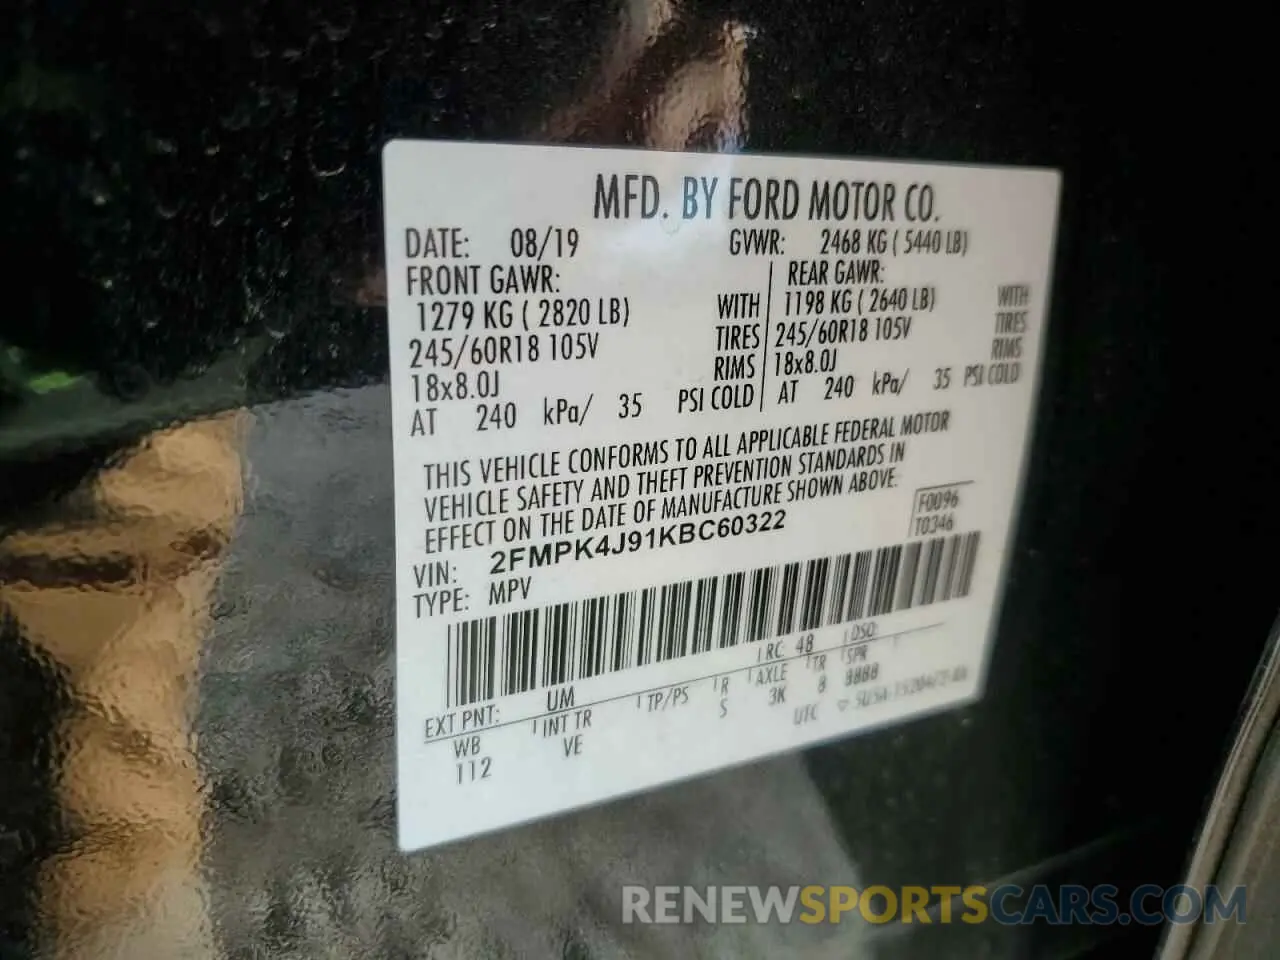 MFD. BY FORD MOTOR CO.
DATE: 08/19 GVWR: 2468 KG ( 5440 LB)
FRONT GAWR: REAR GAWR:
1279 KG ( 2820 LB) WITH 1198 KG ( 2640 LB) WITH
245/60R18 105V TIRES 245/60R18 105V TIRES
18x8.0J RIMS 18x8.0J RIMS
AT 240 kPa/ 35 PSI COLD AT 240 kPa/ 35 PSI COLD
THIS VEHICLE CONFORMS TO ALL APPLICABLE FEDERAL MOTOR
VEHICLE SAFETY AND THEFT PREVENTION STANDARDS IN
EFFECT ON THE DATE OF MANUFACTURE SHOWN ABOVE.
F0096
T0346
VIN: 2FMPK4J91KBC60322
TYPE: MPV
EXT PNT: UM RC: 48 DSO:
WB INT TR TP/PS R AXLE TR SPR
112 VE S 3K 8
UTC
RENEWSPORTSCARS.COM